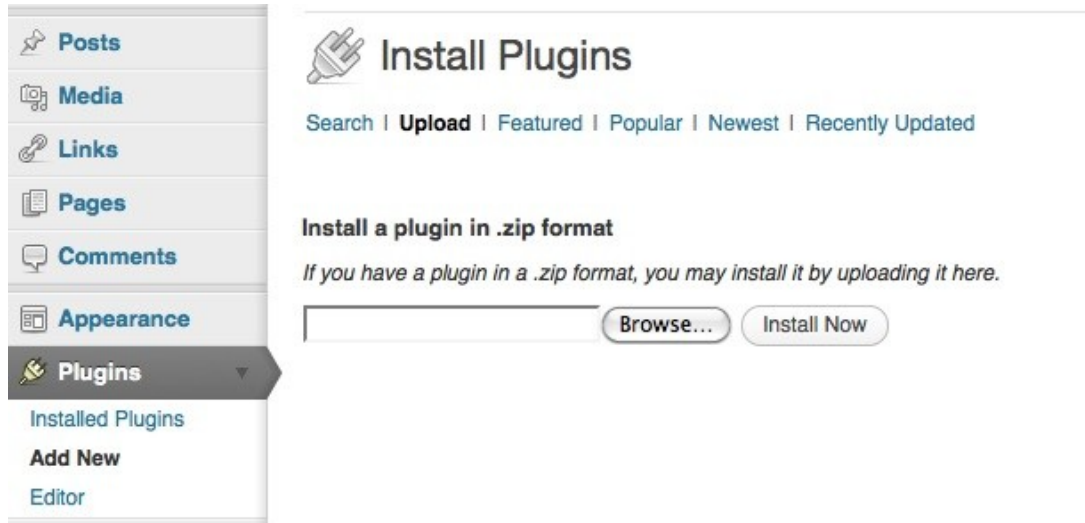 Posts
Media
Links
Pages
Comments
Appearance
Plugins
Installed Plugins
Add New
Editor
Install Plugins
Search | Upload | Featured | Popular | Newest | Recently Updated
Install a plugin in .zip format
If you have a plugin in a .zip format, you may install it by uploading it here.
Browse... Install Now